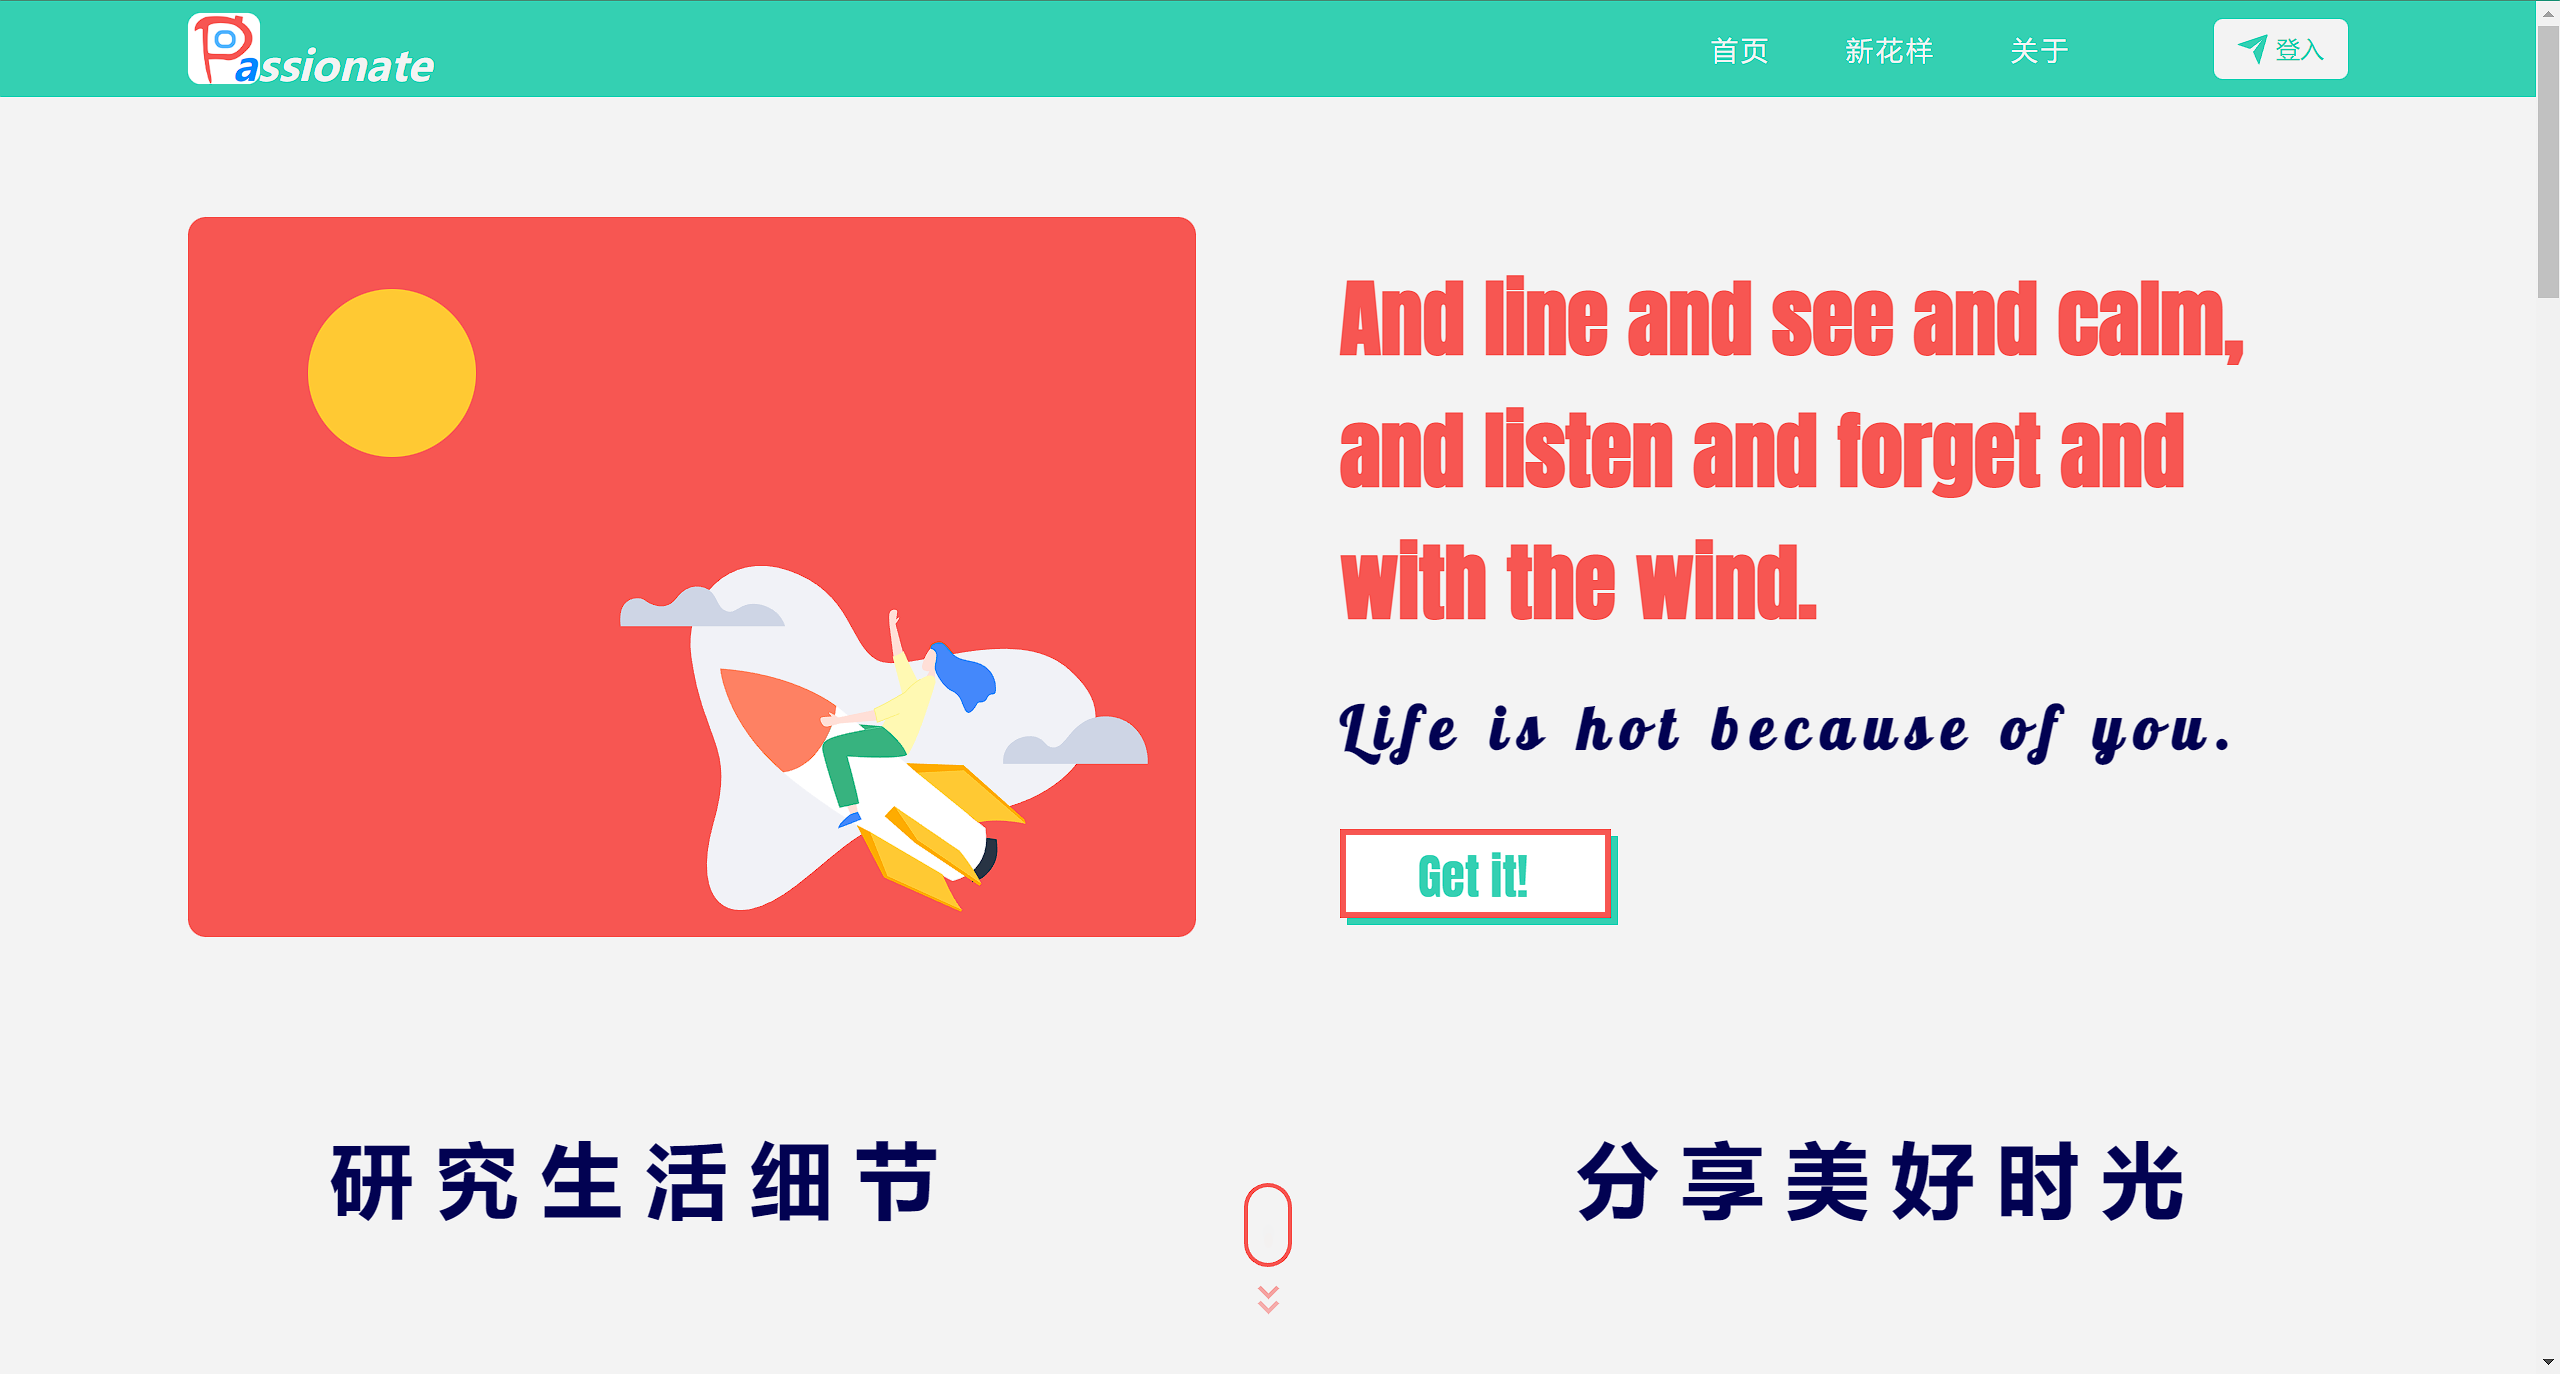 Passionate
首页
新花样
关于
登入
And line and see and calm,
and listen and forget and
with the wind.
Life is hot because of you.
Get it!
研究生活细节
分享美好时光